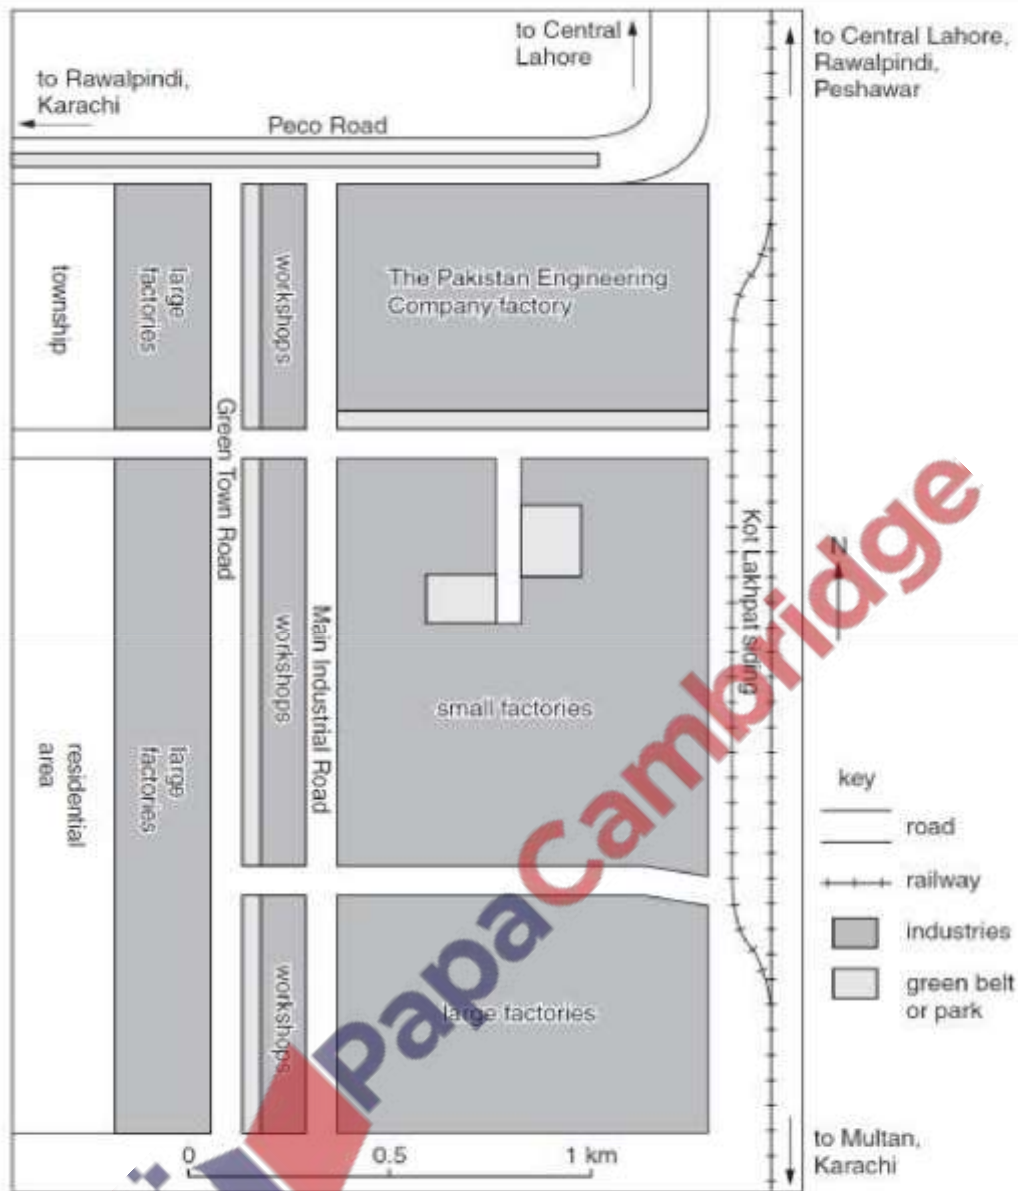 to Central
Lahore
to Central Lahore,
Rawalpindi,
Peshawar
to Rawalpindi,
Karachi
Peco Road
township
large
factories
workshops
The Pakistan Engineering
Company factory
Green Town Road
Kot Lakhpat siding
N
workshops
Main Industrial Road
small factories
residential
area
large
factories
key
road
railway
industries
green belt
or park
workshops
large factories
PapaCambridge
0 0.5 1 km
to Multan,
Karachi